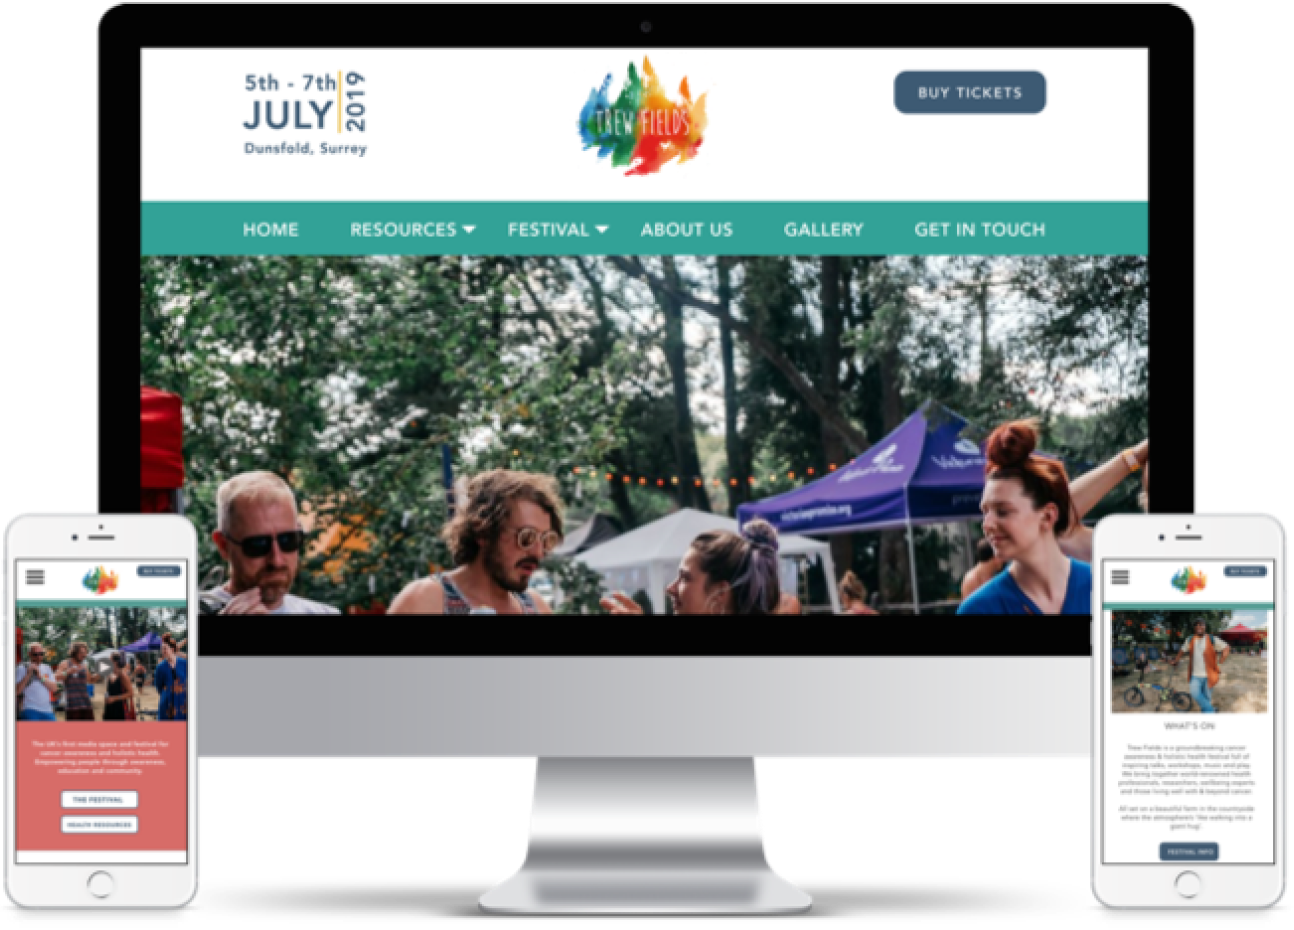 5th - 7th
JULY
2019
Dunsfold, Surrey
TREW FIELDS
BUY TICKETS
HOME
RESOURCES
FESTIVAL
ABOUT US
GALLERY
GET IN TOUCH
BUY TICKETS
The UK's first media space and festival for
cancer awareness and holistic health.
Empowering people through awareness,
education and community.
THE FESTIVAL
HEALTH RESOURCES
BUY TICKETS
WHAT'S ON
Trew Fields is a groundbreaking cancer
awareness & holistic health festival full of
inspiring talks, workshops, music and play.
We bring together world-renowned health
professionals, researchers, wellbeing experts
and those living well with & beyond cancer.
All set on a beautiful farm in the countryside
where the atmosphere's 'like walking into a
giant hug'.
FESTIVAL INFO